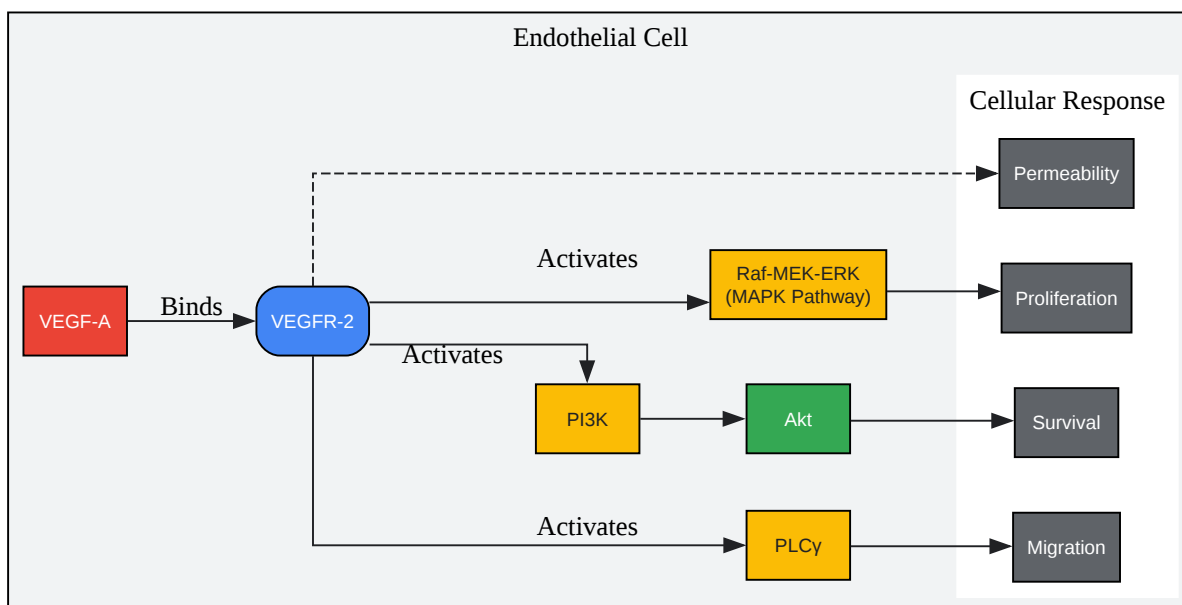 Endothelial Cell
Cellular Response
Permeability
Activates
Raf-MEK-ERK
(MAPK Pathway)
Proliferation
VEGF-A
Binds
VEGFR-2
Activates
PI3K
Akt
Survival
Activates
PLCγ
Migration